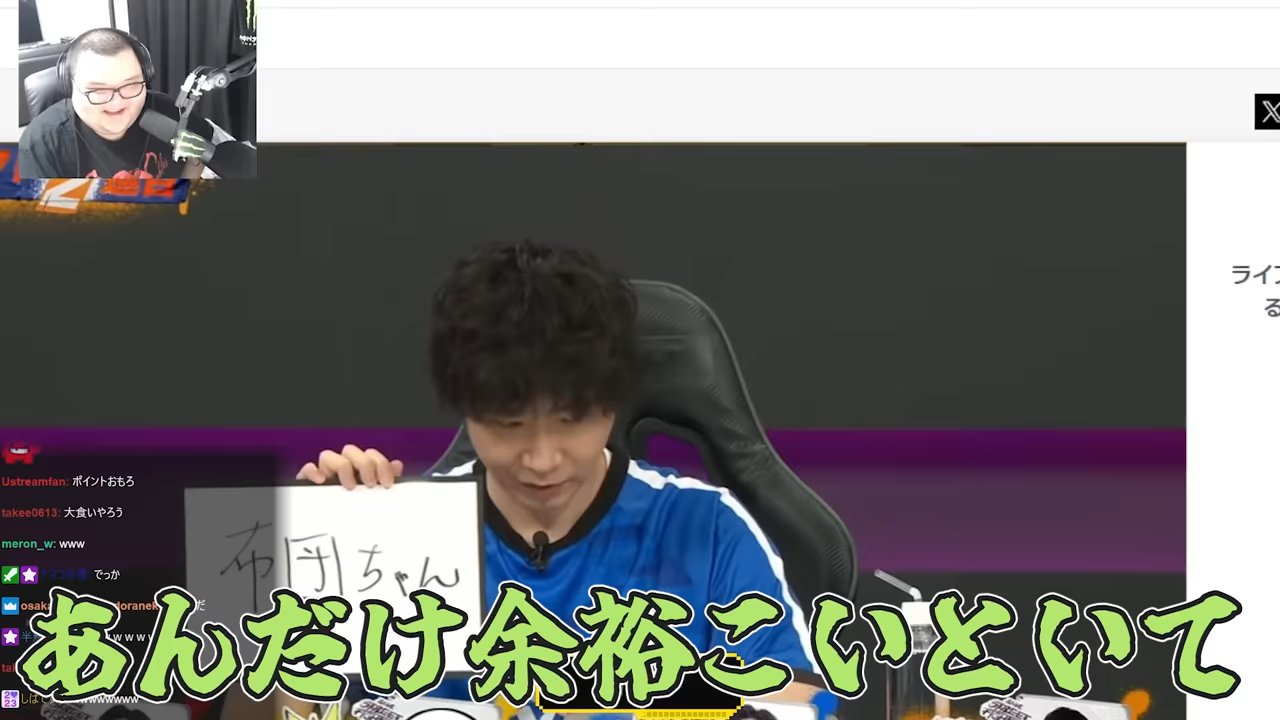 ライフ
る
Ustreamfan: ポイントおもろ
takee0613: 大食いやろう
meron_w: www
でっか
布団ちゃん
あんだけ余裕こいといて